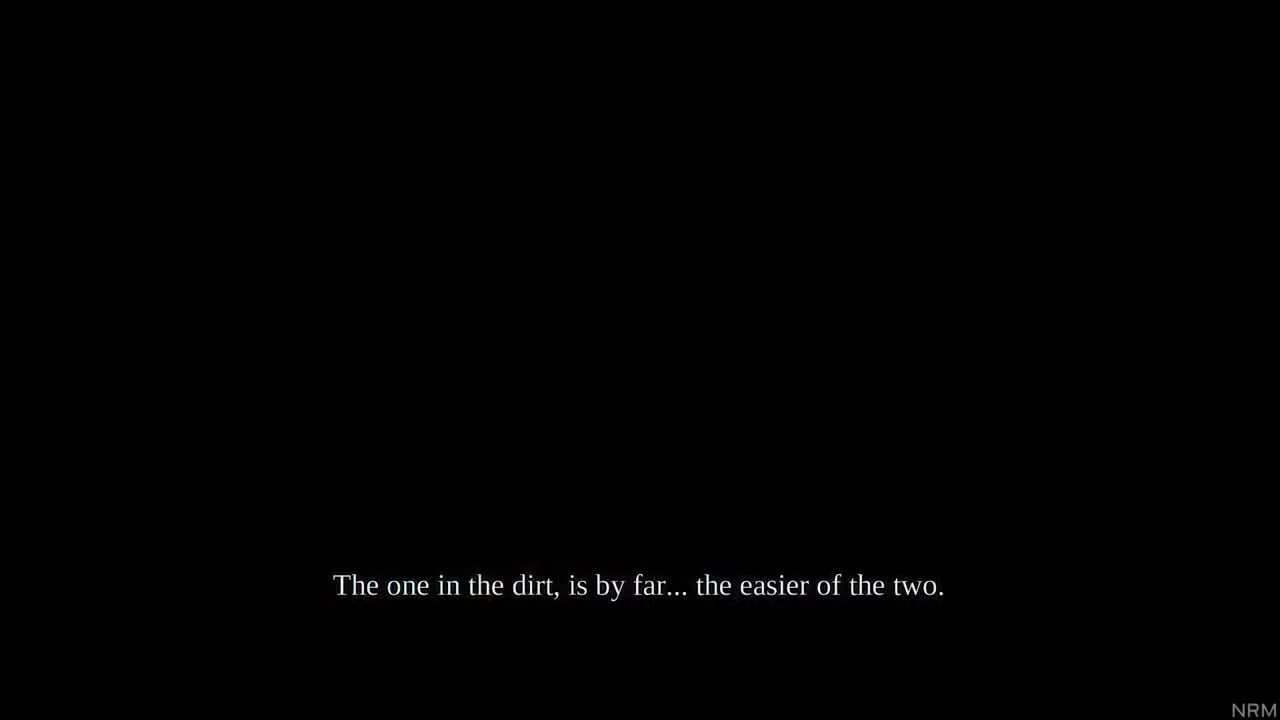 The one in the dirt, is by far... the easier of the two.
NRM